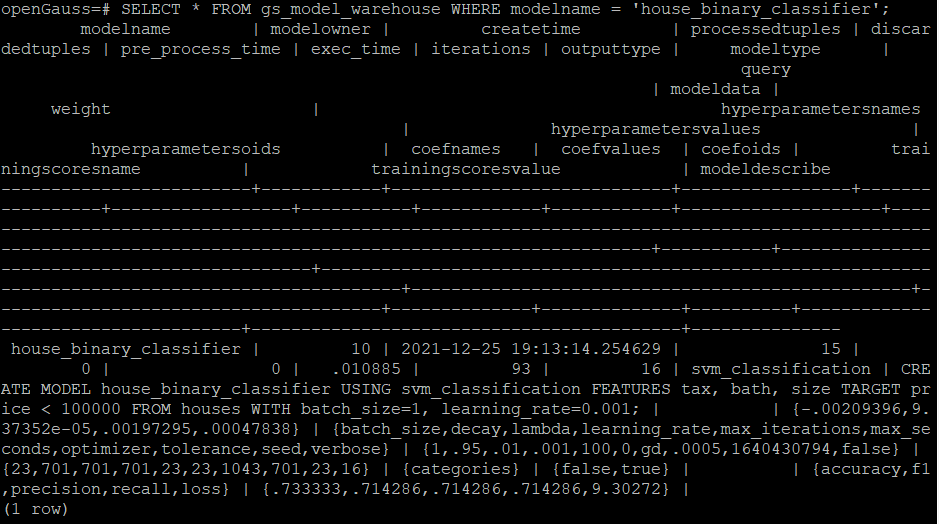 openGauss=# SELECT * FROM gs_model_warehouse WHERE modelname = 'house_binary_classifier';
        modelname        | modelowner |         createtime         | processedtuples | discar
dedtuples | pre_process_time | exec_time | iterations | outputtype |     modeltype      |
                                                                          query
                                                                 | modeldata |
     weight                    |                                        hyperparametersnames
                                        |              hyperparametersvalues               |
         hyperparametersoids          |  coefnames   |  coefvalues  | coefoids |         trai
ningscoresname          |            trainingscoresvalue            | modeldescribe
-------------------------+------------+----------------------------+-----------------+-------
----------+------------------+-----------+------------+------------+--------------------+----
---------------------------------------------------------------------------------------------
-----------------------------------------------------------------+-----------+---------------
-------------------------------+-------------------------------------------------------------
----------------------------------------+--------------------------------------------------+-
--------------------------------------+--------------+--------------+----------+-------------
------------------------+-------------------------------------------+---------------
 house_binary_classifier |         10 | 2021-12-25 19:13:14.254629 |              15 |
        0 |                0 |   .010885 |         93 |         16 | svm_classification | CRE
ATE MODEL house_binary_classifier USING svm_classification FEATURES tax, bath, size TARGET pr
ice < 100000 FROM houses WITH batch_size=1, learning_rate=0.001; |           | {-.00209396,9.
37352e-05,.00197295,.00047838} | {batch_size,decay,lambda,learning_rate,max_iterations,max_se
conds,optimizer,tolerance,seed,verbose} | {1,.95,.01,.001,100,0,gd,.0005,1640430794,false} |
{23,701,701,701,23,23,1043,701,23,16} | {categories} | {false,true} |          | {accuracy,f1
,precision,recall,loss} | {.733333,.714286,.714286,.714286,9.30272} |
(1 row)